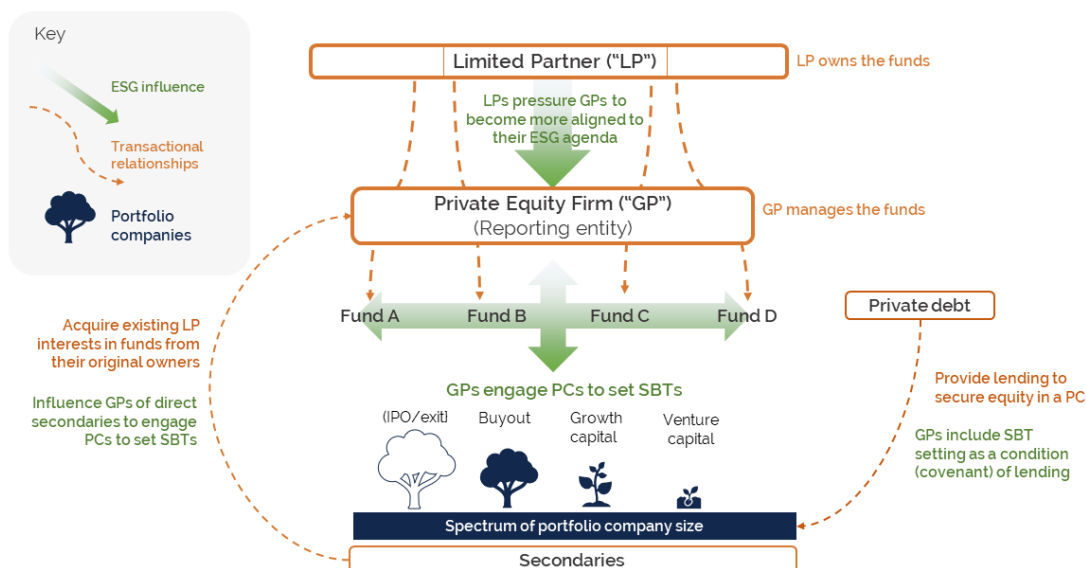 Key
ESG influence
Transactional
relationships
Portfolio
companies
Limited Partner (“LP”)
LP owns the funds
LPs pressure GPs to
become more aligned to
their ESG agenda
Private Equity Firm (“GP”)
(Reporting entity)
GP manages the funds
Fund A
Fund B
Fund C
Fund D
Private debt
Acquire existing LP
interests in funds from
their original owners
Influence GPs of direct
secondaries to engage
PCs to set SBTs
GPs engage PCs to set SBTs
(IPO/exit)
Buyout
Growth
capital
Venture
capital
Provide lending to
secure equity in a PC
GPs include SBT
setting as a condition
(covenant) of lending
Spectrum of portfolio company size
Secondaries